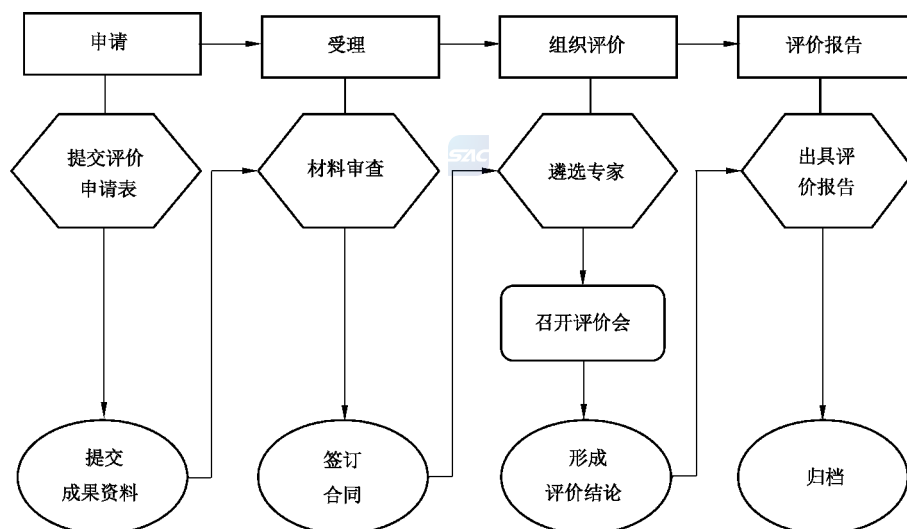 申请
受理
组织评价
评价报告
提交评价
申请表
材料审查
遴选专家
出具评
价报告
SAC
召开评价会
提交
成果资料
签订
合同
形成
评价结论
归档